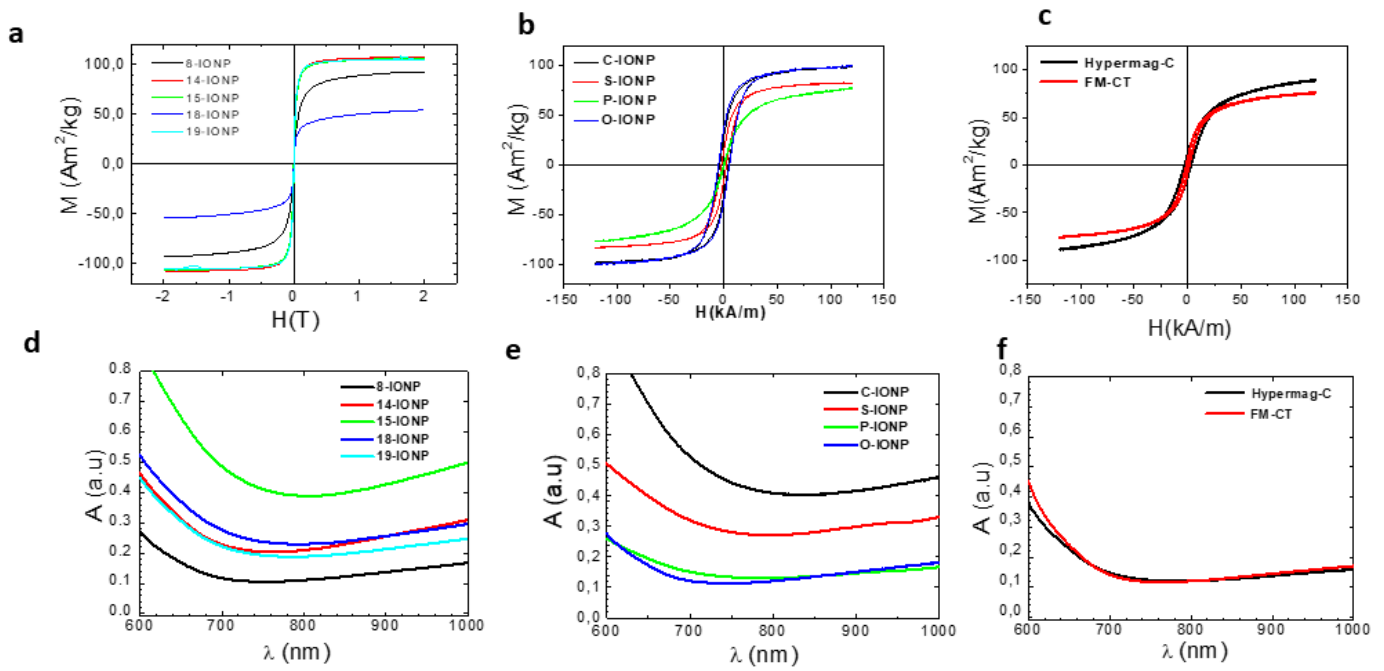 a
100,0
50,0
0,0
-50,0
-100,0
M (Am²/kg)
8-IONP
14-IONP
15-IONP
18-IONP
19-IONP
-2
-1
0
1
2
H(T)
b
100
50
0
-50
-100
M (Am²/kg)
C-IONP
S-IONP
P-IONP
O-IONP
-150
-100
-50
0
50
100
150
H(kA/m)
c
100
50
0
-50
-100
M(Am²/kg)
Hypermag-C
FM-CT
-150
-100
-50
0
50
100
150
H(kA/m)
d
0.8
0.7
0.6
0.5
0.4
0.3
0.2
0.1
0.0
A (a.u)
8-IONP
14-IONP
15-IONP
18-IONP
19-IONP
600
700
800
900
1000
λ (nm)
e
0,8
0,7
0,6
0,5
0,4
0,3
0,2
0,1
0,0
A (a.u)
C-IONP
S-IONP
P-IONP
O-IONP
600
700
800
900
1000
λ (nm)
f
0,8
0,7
0,6
0,5
0,4
0,3
0,2
0,1
0,0
A (a.u)
Hypermag-C
FM-CT
600
700
800
900
1000
λ (nm)